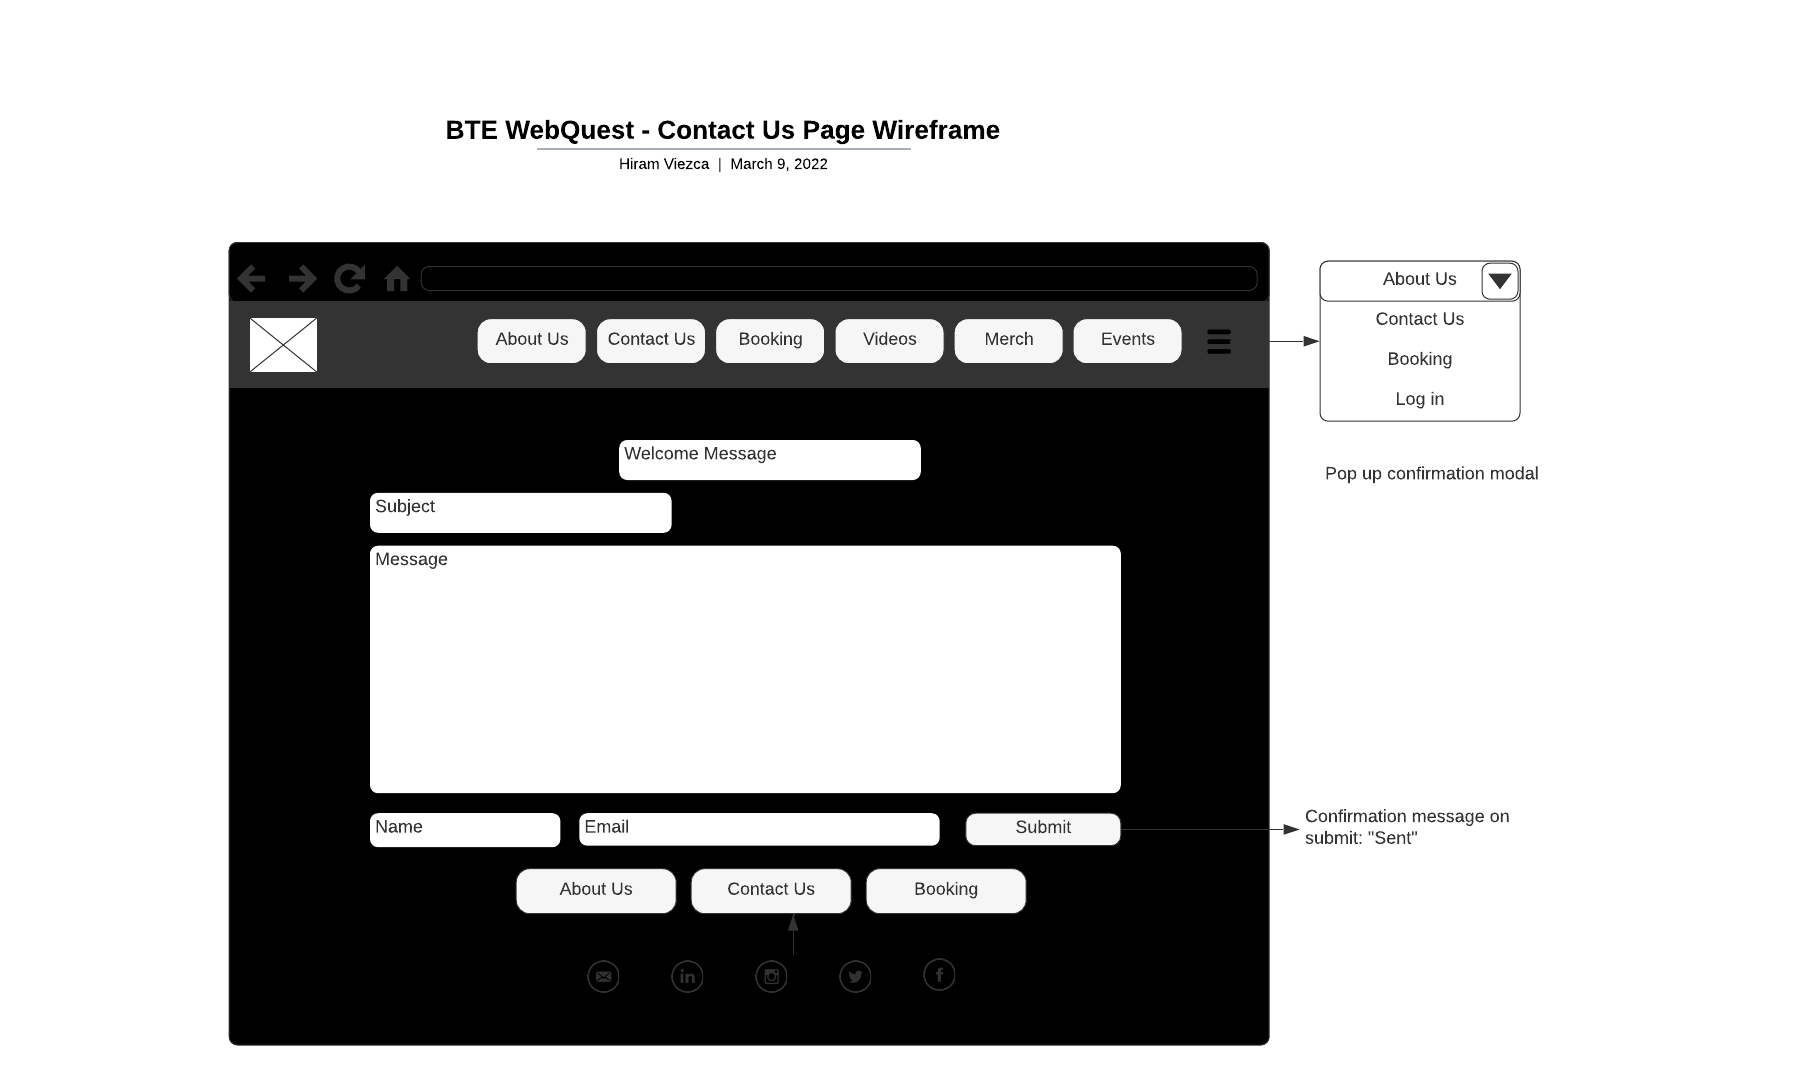 BTE WebQuest - Contact Us Page Wireframe
Hiram Viezca | March 9, 2022
About Us
Contact Us
Booking
Videos
Merch
Events
About Us
Contact Us
Booking
Log in
Pop up confirmation modal
Welcome Message
Subject
Message
Name
Email
Submit
Confirmation message on
submit: "Sent"
About Us
Contact Us
Booking